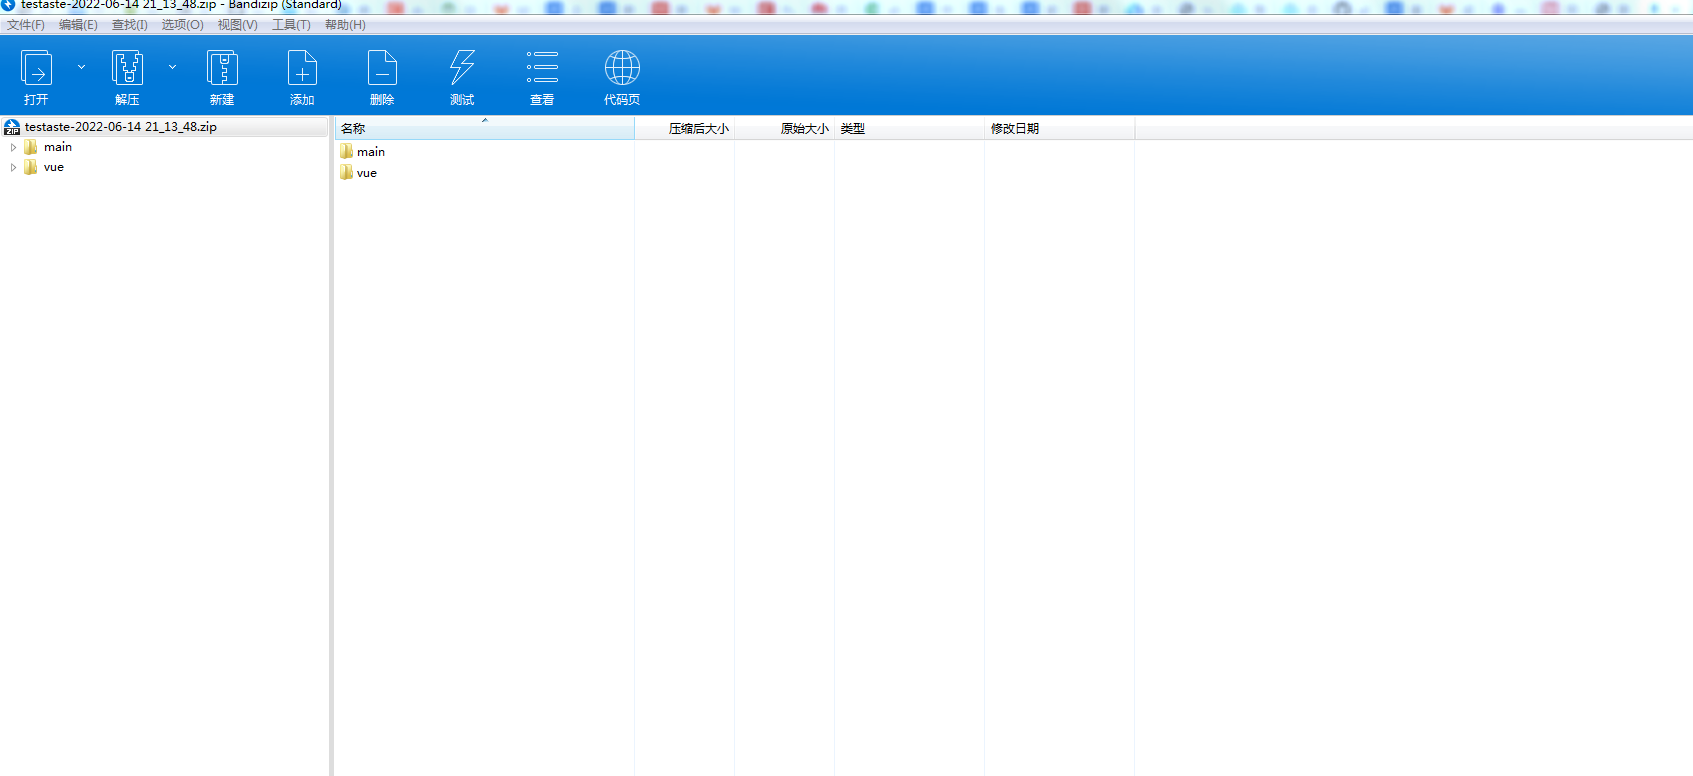 testaste-2022-06-14 21_13_48.zip - Bandizip (Standard)
文件(F) 编辑(E) 查找(I) 选项(O) 视图(V) 工具(T) 帮助(H)
打开 解压 新建 添加 删除 测试 查看 代码页
ZIP testaste-2022-06-14 21_13_48.zip
main
vue
名称 压缩后大小 原始大小 类型 修改日期
main
vue